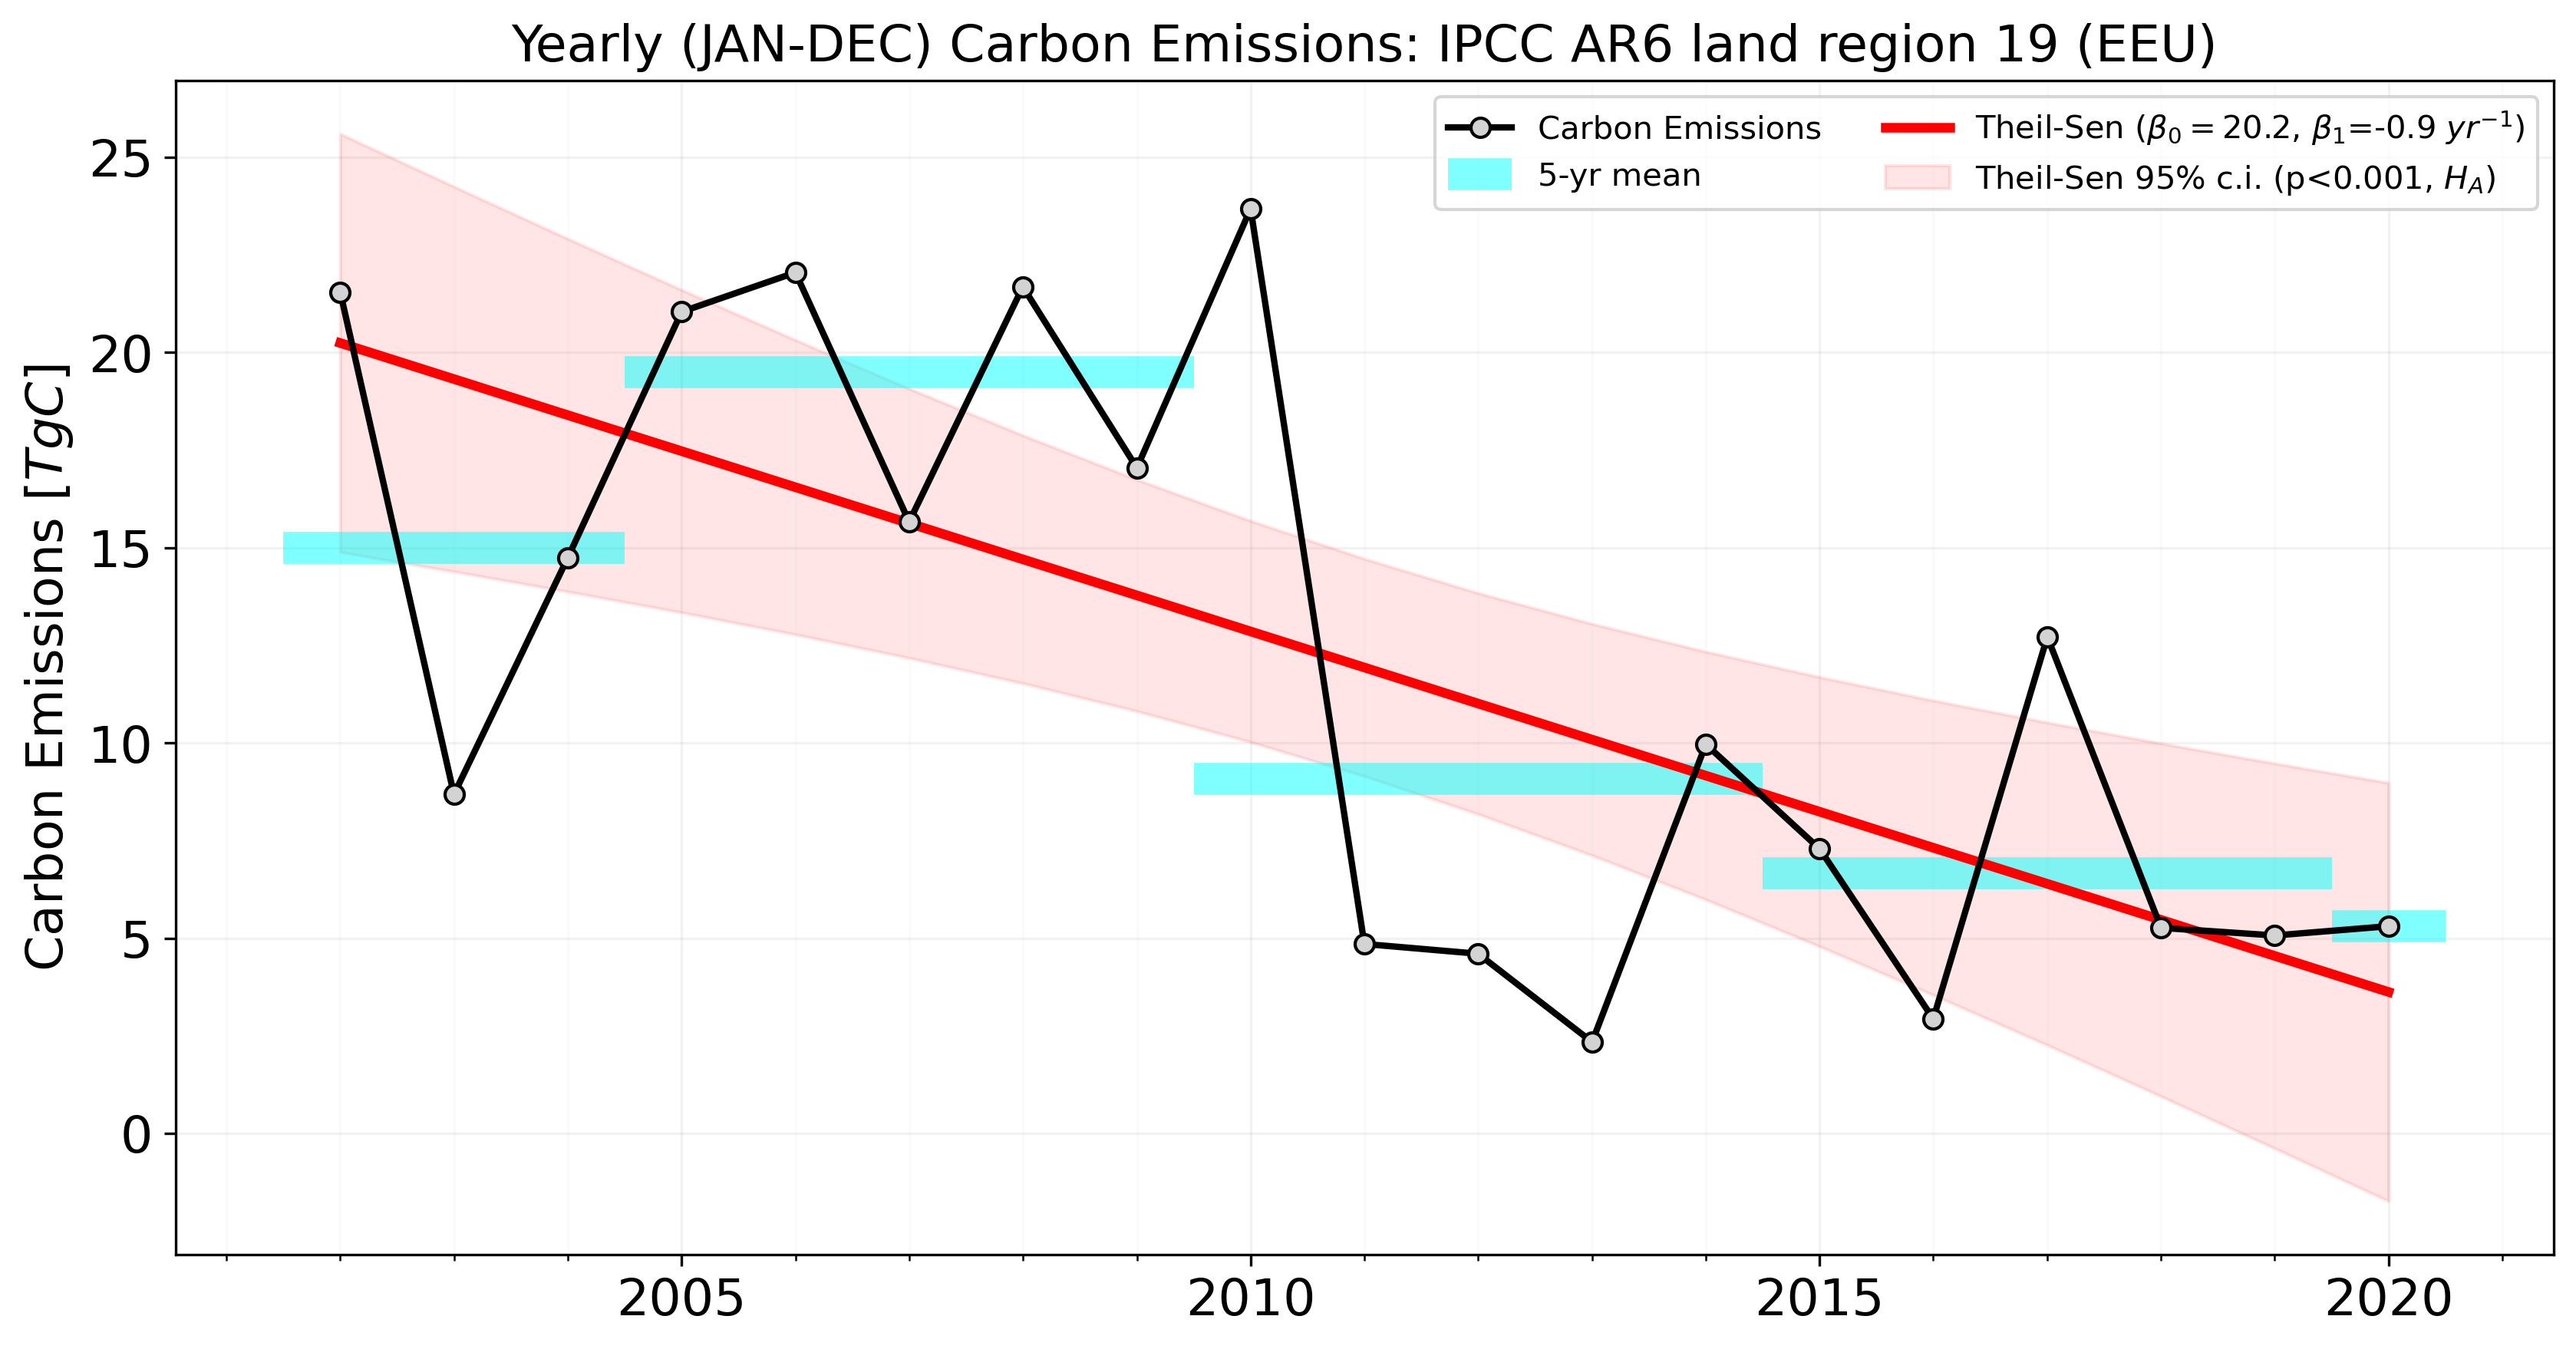 Yearly (JAN-DEC) Carbon Emissions: IPCC AR6 land region 19 (EEU)
Carbon Emissions
5-yr mean
Theil-Sen (β₀ = 20.2, β₁=-0.9 yr⁻¹)
Theil-Sen 95% c.i. (p<0.001, H_A)
Carbon Emissions [TgC]
25
20
15
10
5
0
2005 2010 2015 2020